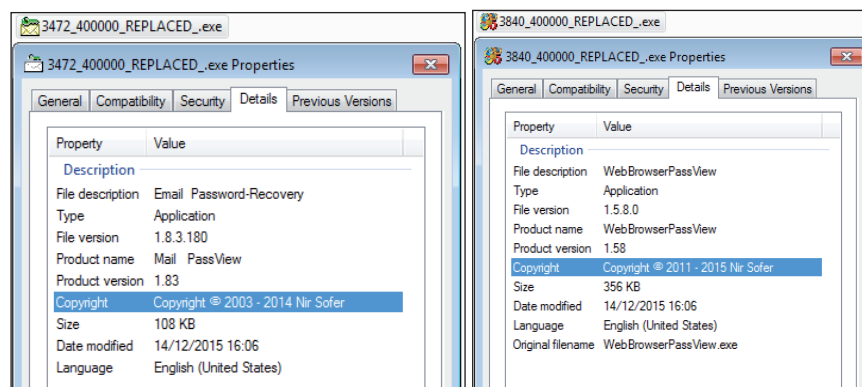 3472_400000_REPLACED_.exe
3472_400000_REPLACED_.exe Properties
General Compatibility Security Details Previous Versions
Property Value
Description
File description Email Password-Recovery
Type Application
File version 1.8.3.180
Product name Mail PassView
Product version 1.83
Copyright Copyright © 2003 - 2014 Nir Sofer
Size 108 KB
Date modified 14/12/2015 16:06
Language English (United States)
3840_400000_REPLACED_.exe
3840_400000_REPLACED_.exe Properties
General Compatibility Security Details Previous Versions
Property Value
Description
File description WebBrowserPassView
Type Application
File version 1.5.8.0
Product name WebBrowserPassView
Product version 1.58
Copyright Copyright © 2011 - 2015 Nir Sofer
Size 356 KB
Date modified 14/12/2015 16:06
Language English (United States)
Original filename WebBrowserPassView.exe